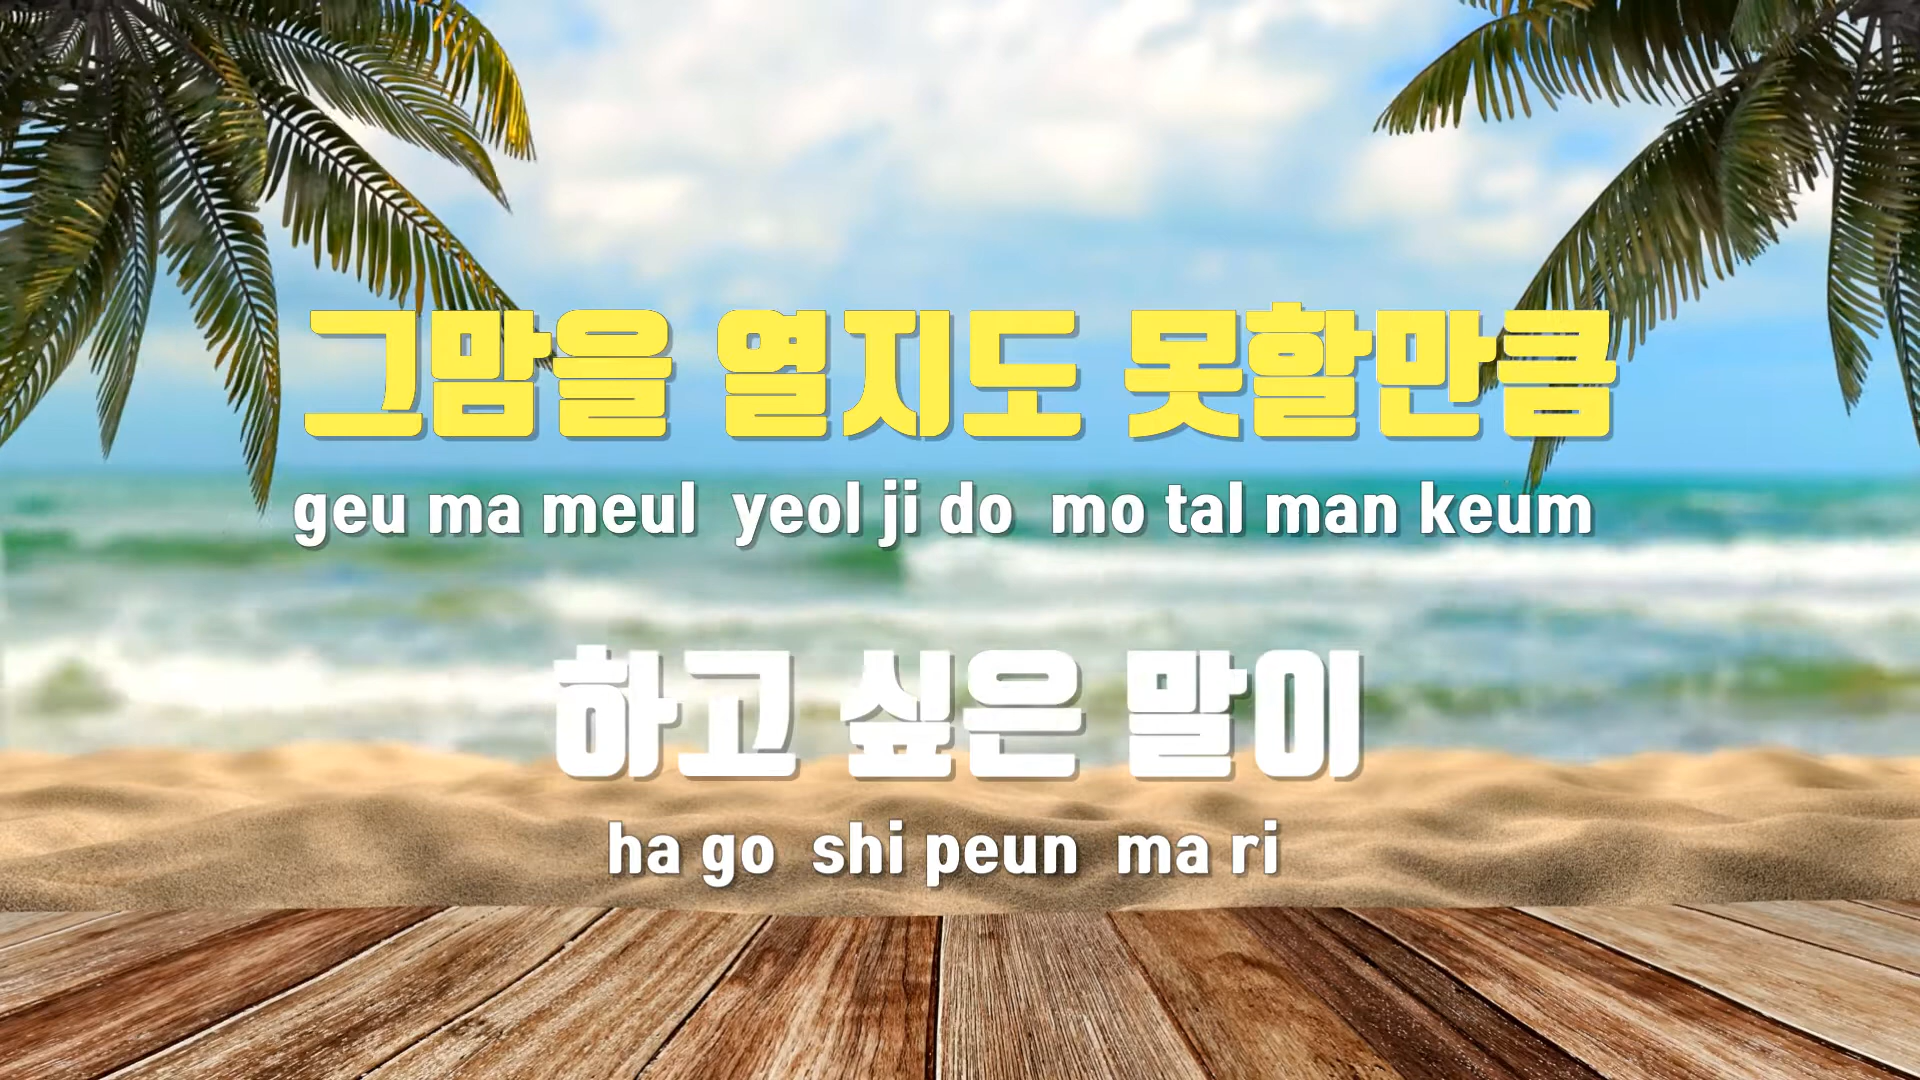 그맘을 열지도 못할만큼
geu ma meul yeol ji do mo tal man keum
하고 싶은 말이
ha go shi peun ma ri